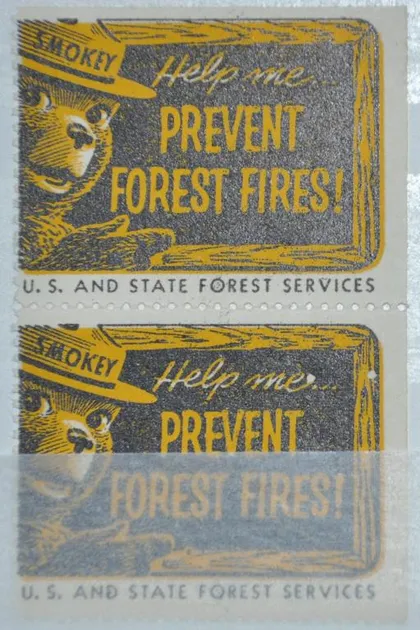 SMOKEY
Help me...
PREVENT
FOREST FIRES!
U. S. AND STATE FOREST SERVICES
SMOKEY
Help me...
PREVENT
FOREST FIRES!
U. S. AND STATE FOREST SERVICES